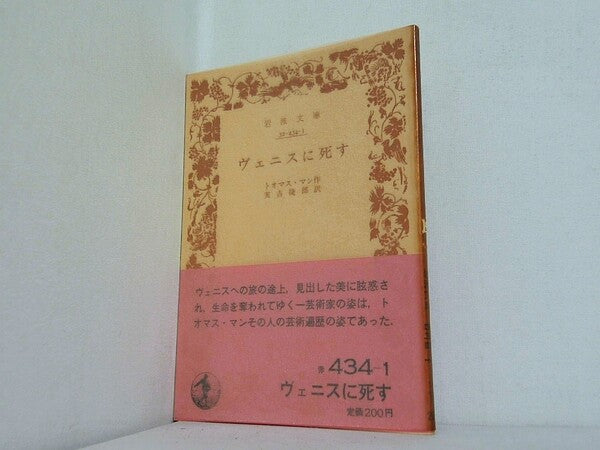 岩波文庫
33-434-1
ヴェニスに死す
トオマス・マン作
実吉捷郎訳
ヴェニスへの旅の途上, 見出した美に眩惑さ
れ, 生命を奪われてゆく一芸術家の姿は, ト
オマス・マンその人の芸術遍歴の姿であった.
赤 434-1
ヴェニスに死す
定価200円